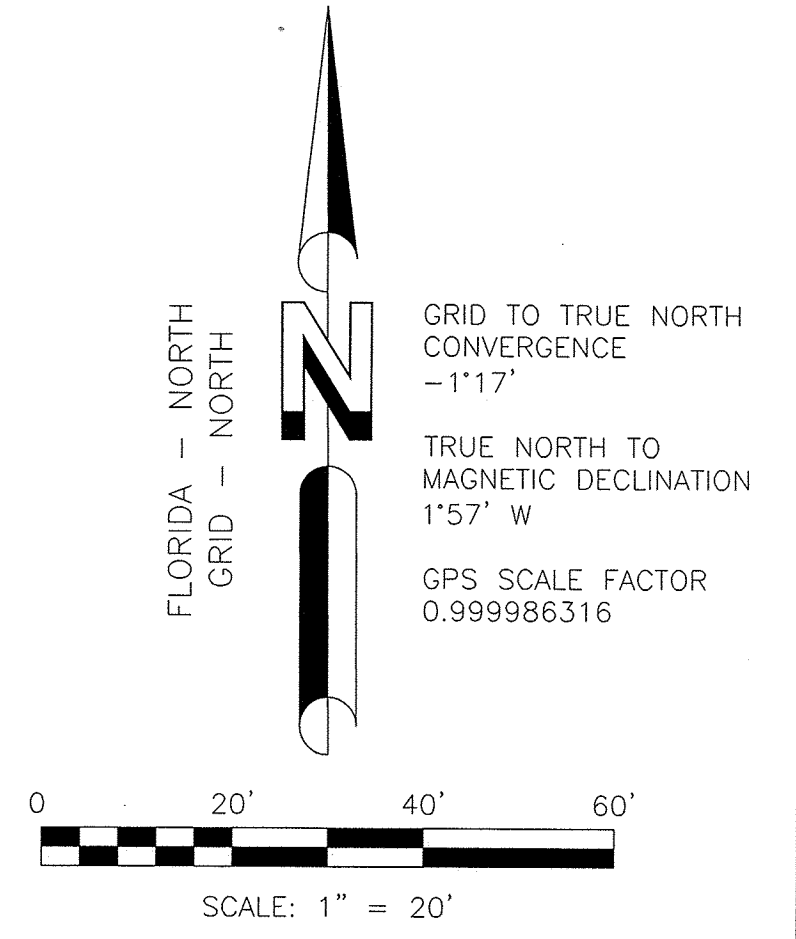 FLORIDA – NORTH
GRID – NORTH
N
GRID TO TRUE NORTH
CONVERGENCE
–1°17'
TRUE NORTH TO
MAGNETIC DECLINATION
1°57' W
GPS SCALE FACTOR
0.999986316
0 20' 40' 60'
SCALE: 1" = 20'